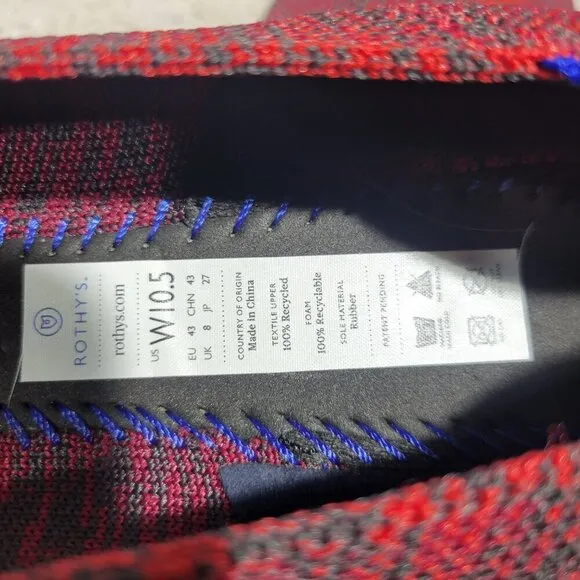 ROTHY'S.
rothys.com
US W10.5
EU 43 CHN 43
UK 8 JP 27
COUNTRY OF ORIGIN
Made in China
TEXTILE UPPER
100% Recycled
FOAM
100% Recyclable
SOLE MATERIAL
Rubber
PATENT PENDING